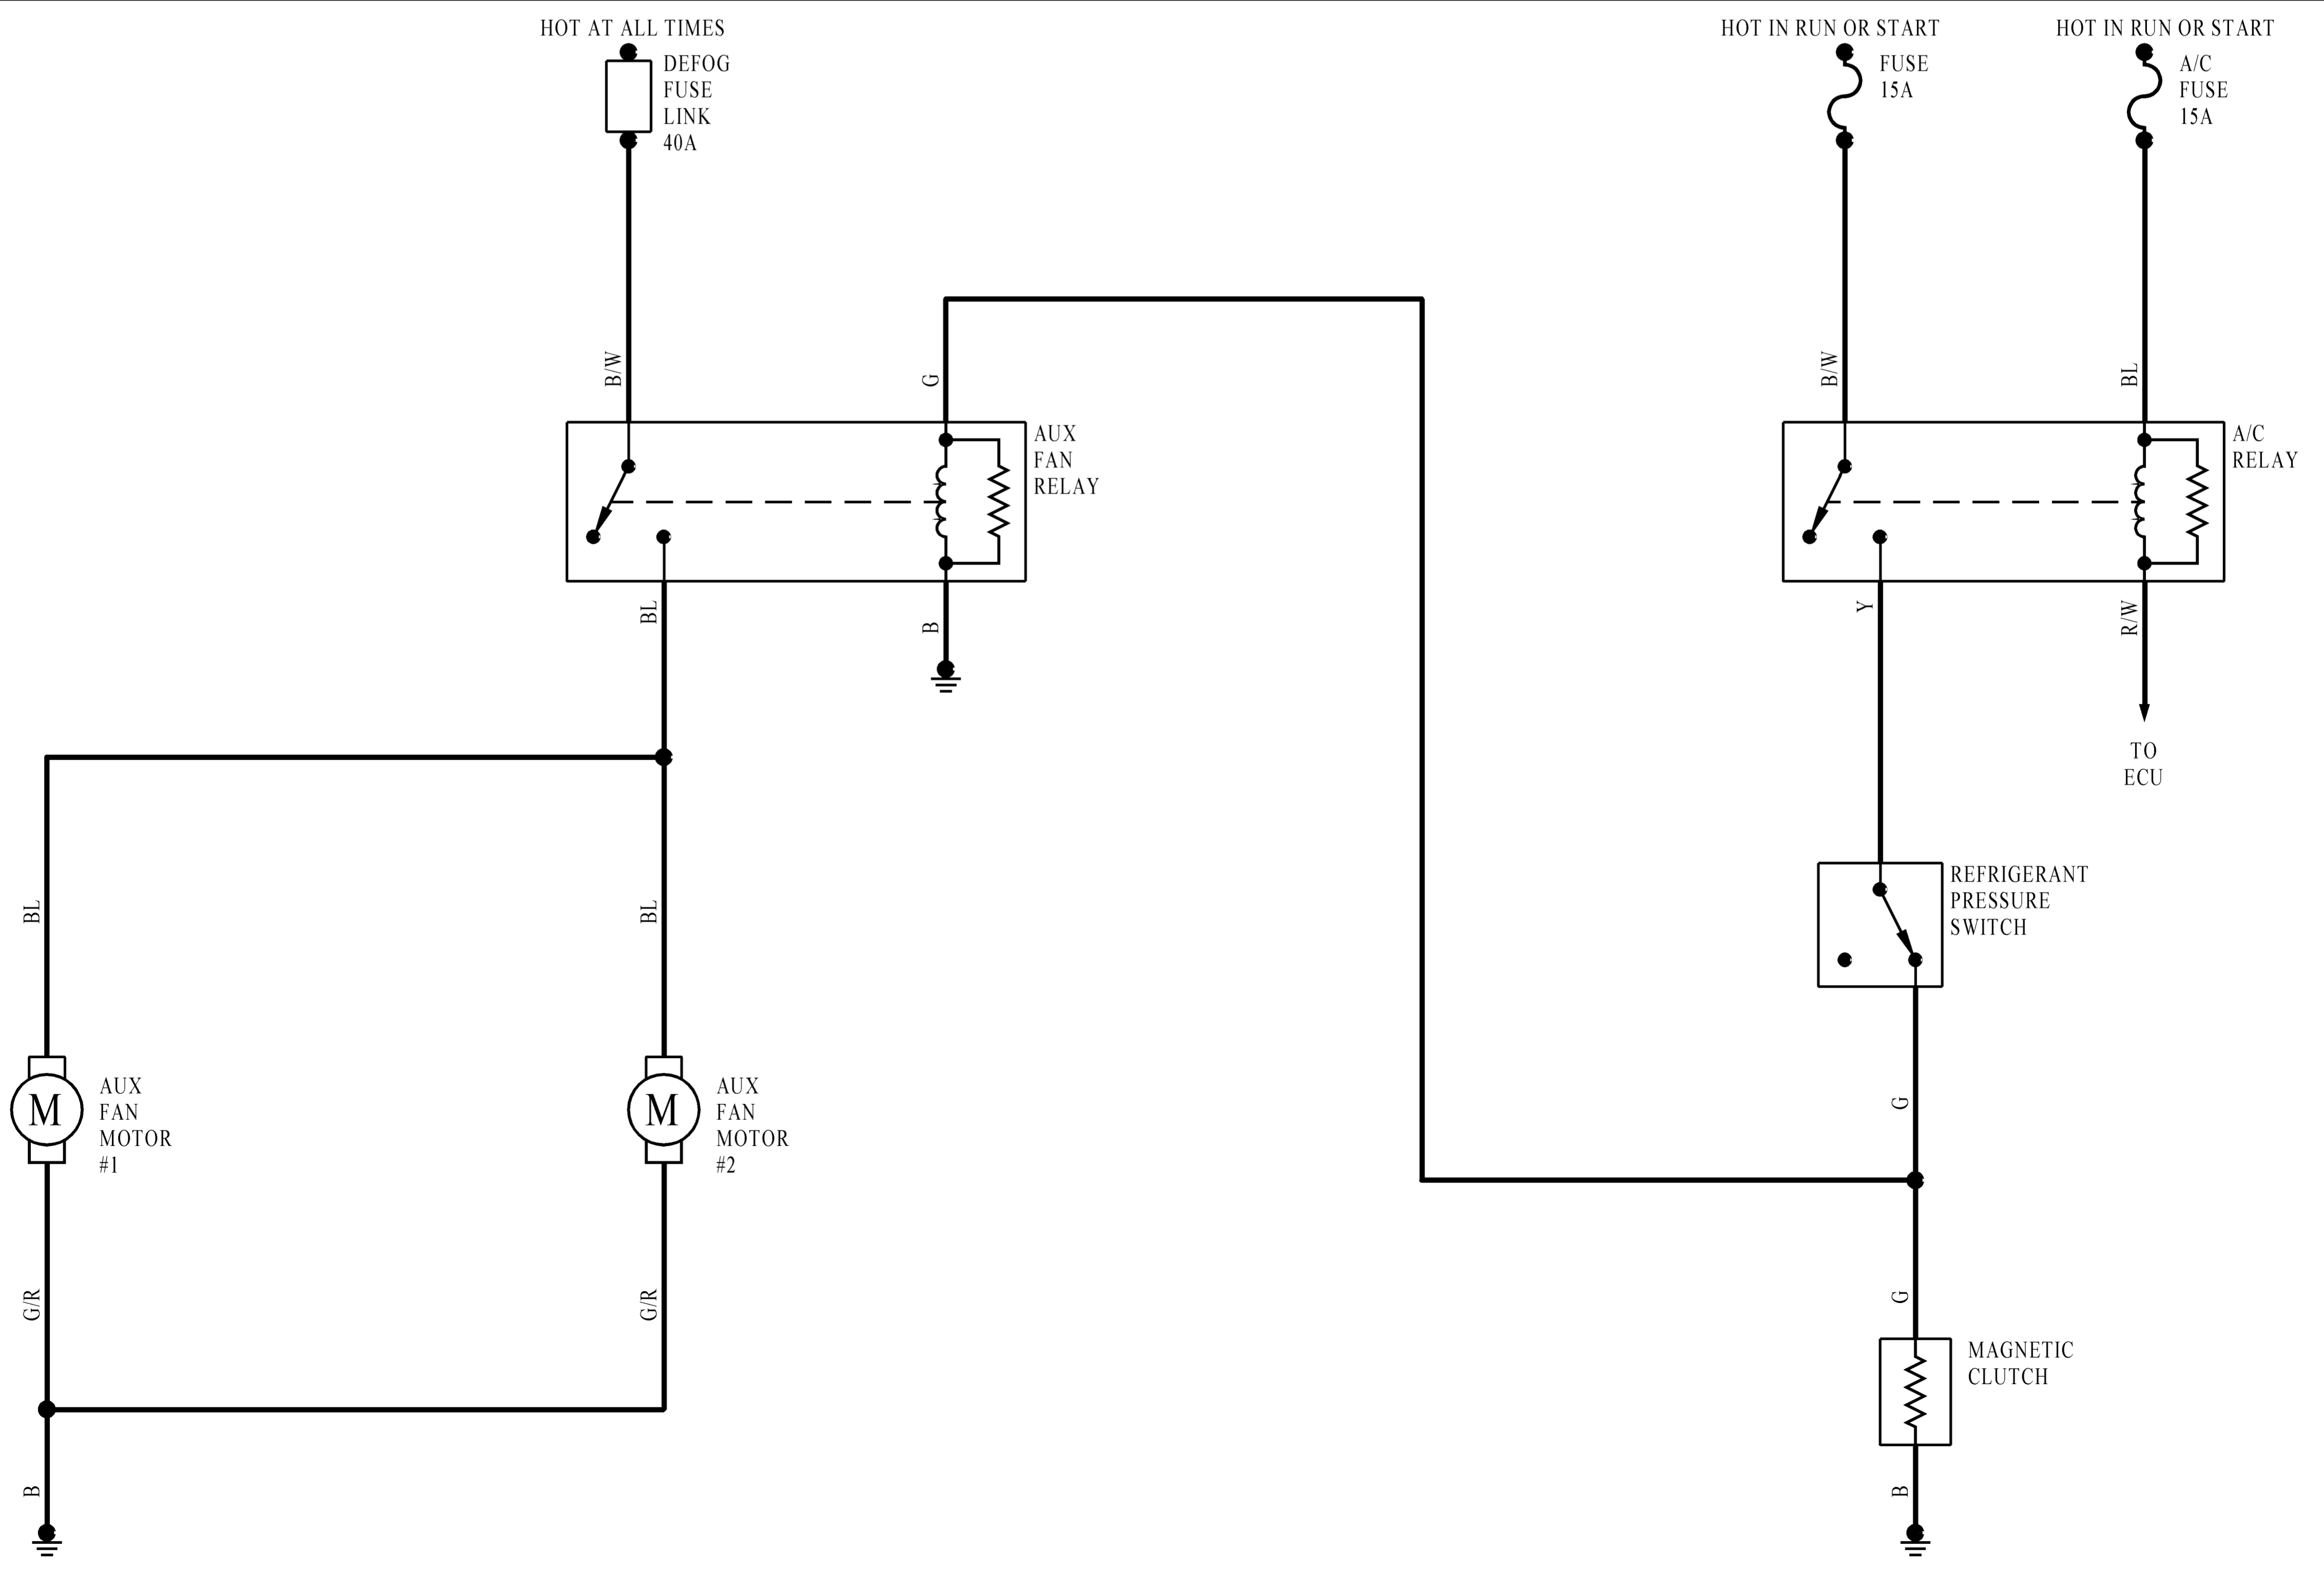 HOT AT ALL TIMES
DEFOG
FUSE
LINK
40A
HOT IN RUN OR START
FUSE
15A
HOT IN RUN OR START
A/C
FUSE
15A
B/W
G
B/W
BL
AUX
FAN
RELAY
A/C
RELAY
BL
B
Y
R/W
TO
ECU
REFRIGERANT
PRESSURE
SWITCH
BL
BL
M
AUX
FAN
MOTOR
#1
M
AUX
FAN
MOTOR
#2
G
G/R
G/R
G
MAGNETIC
CLUTCH
B
B